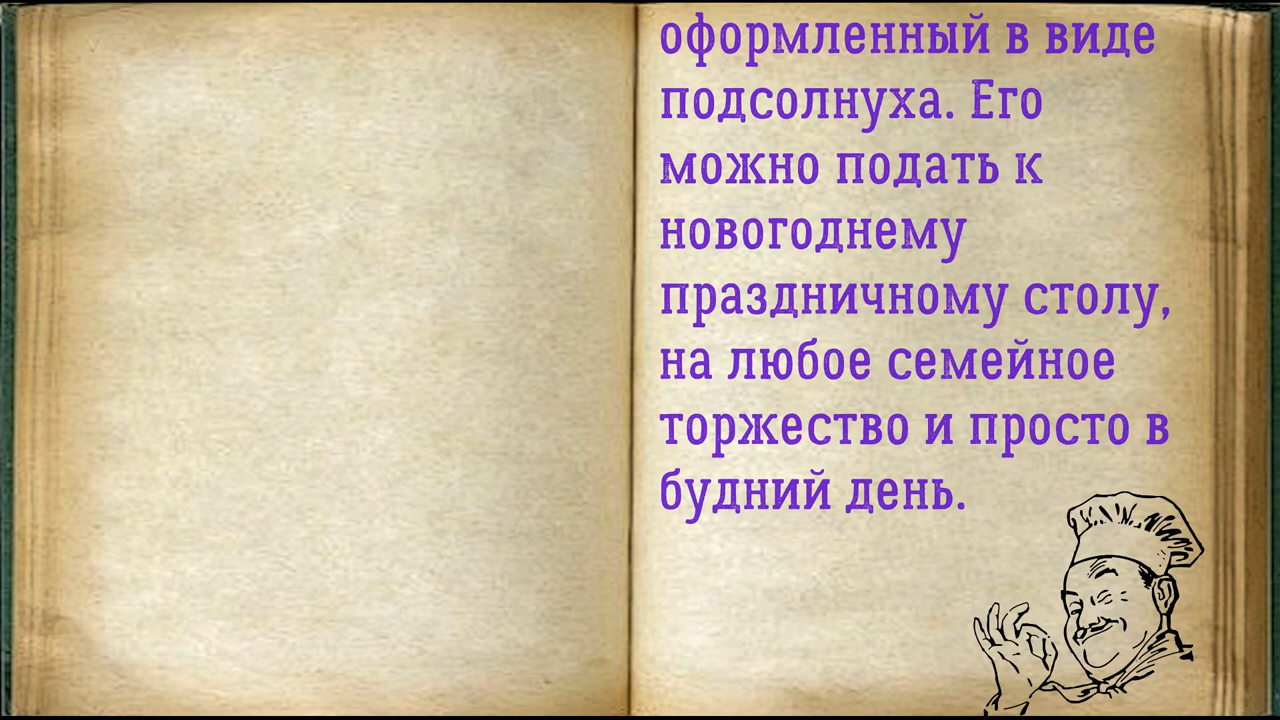 оформленный в виде
подсолнуха. Его
можно подать к
новогоднему
праздничному столу,
на любое семейное
торжество и просто в
будний день.